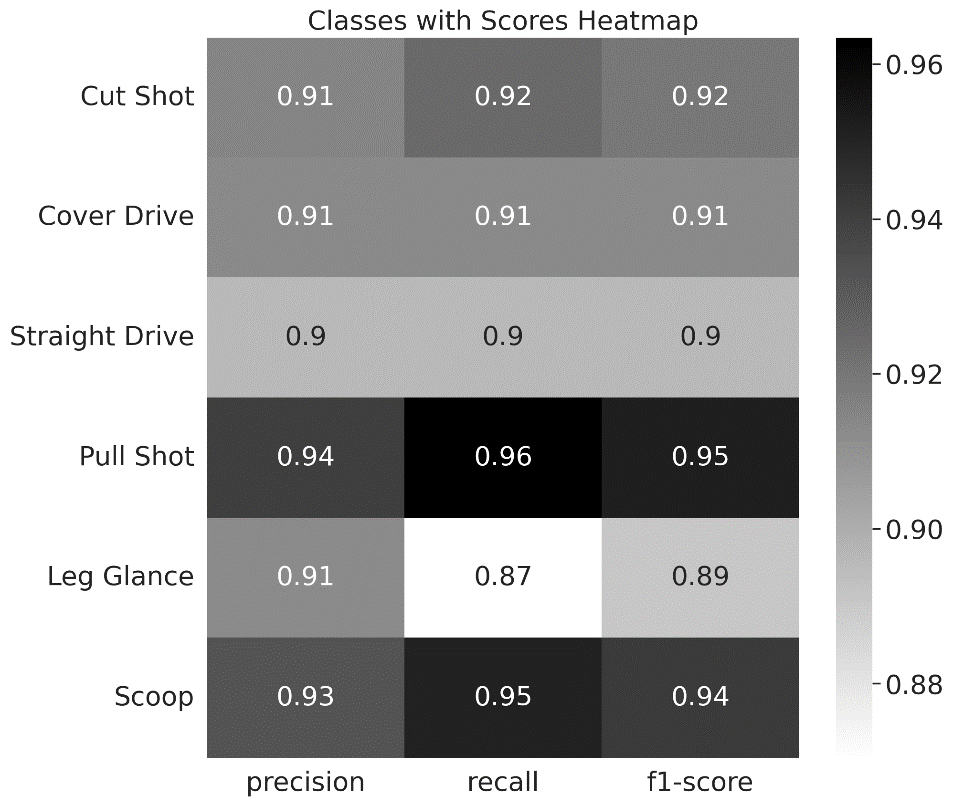 Classes with Scores Heatmap
Cut Shot 0.91 0.92 0.92
Cover Drive 0.91 0.91 0.91
Straight Drive 0.9 0.9 0.9
Pull Shot 0.94 0.96 0.95
Leg Glance 0.91 0.87 0.89
Scoop 0.93 0.95 0.94
precision recall f1-score
0.96
0.94
0.92
0.90
0.88